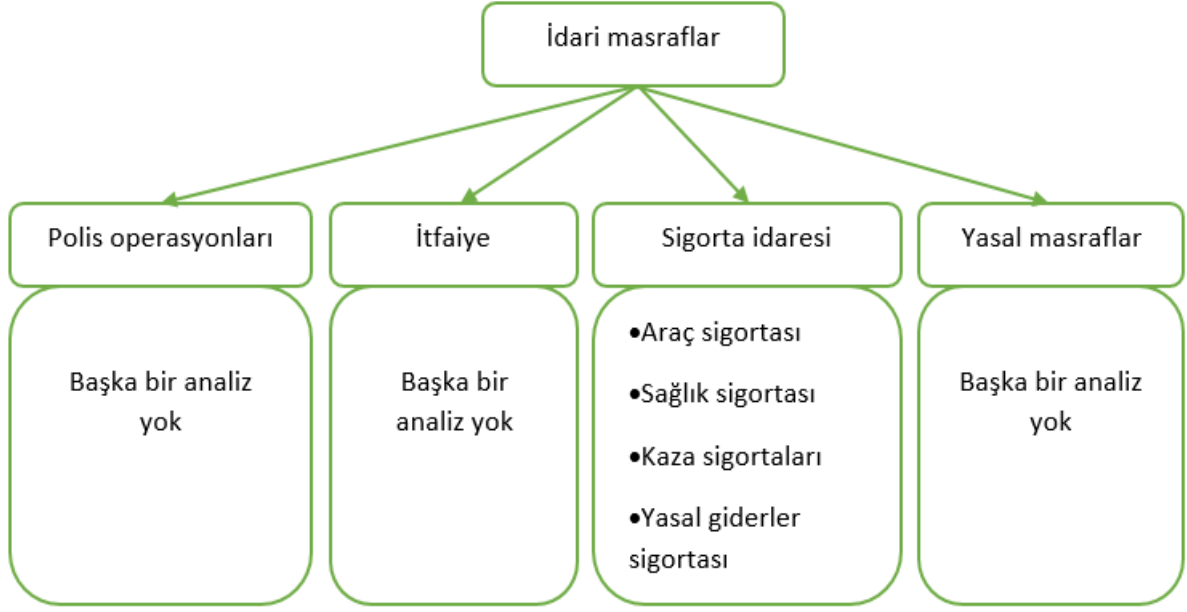 İdari masraflar
Polis operasyonları
İtfaiye
Sigorta idaresi
Yasal masraflar
Başka bir analiz
yok
Başka bir
analiz yok
•Araç sigortası
•Sağlık sigortası
•Kaza sigortaları
•Yasal giderler
sigortası
Başka bir analiz
yok